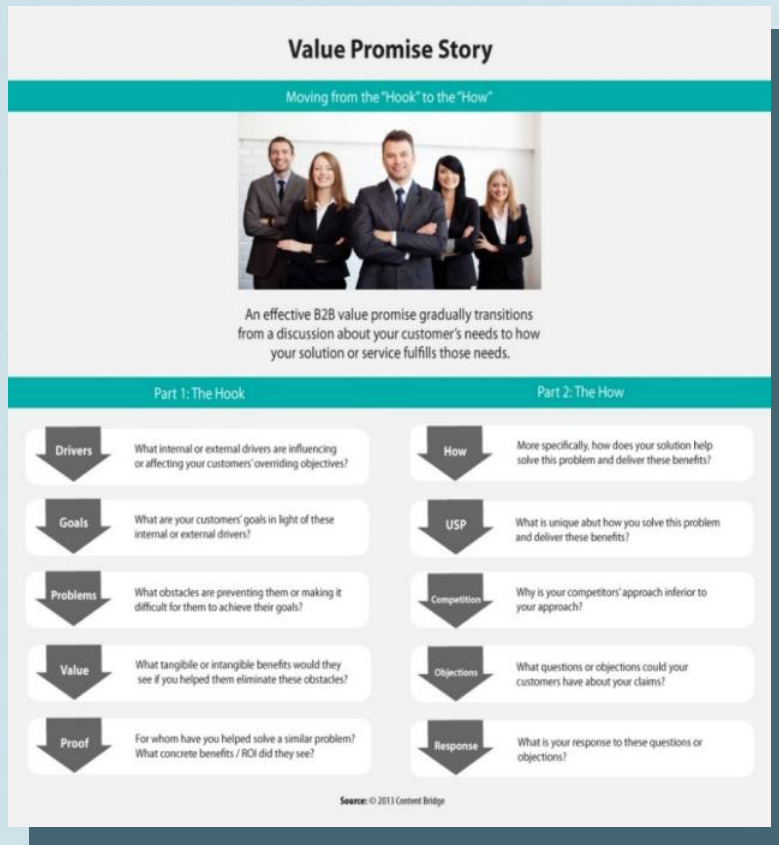 Value Promise Story
Moving from the "Hook" to the "How"
An effective B2B value promise gradually transitions
from a discussion about your customer's needs to how
your solution or service fulfills those needs.
Part 1: The Hook
Drivers
What internal or external drivers are influencing
or affecting your customers' overriding objectives?
Goals
What are your customers' goals in light of these
internal or external drivers?
Problems
What obstacles are preventing them or making it
difficult for them to achieve their goals?
Value
What tangibile or intangible benefits would they
see if you helped them eliminate these obstacles?
Proof
For whom have you helped solve a similar problem?
What concrete benefits / ROI did they see?
Part 2: The How
How
More specifically, how does your solution help
solve this problem and deliver these benefits?
USP
What is unique abut how you solve this problem
and deliver these benefits?
Competition
Why is your competitors' approach inferior to
your approach?
Objections
What questions or objections could your
customers have about your claims?
Response
What is your response to these questions or
objections?
Source: © 2013 Content Bridge